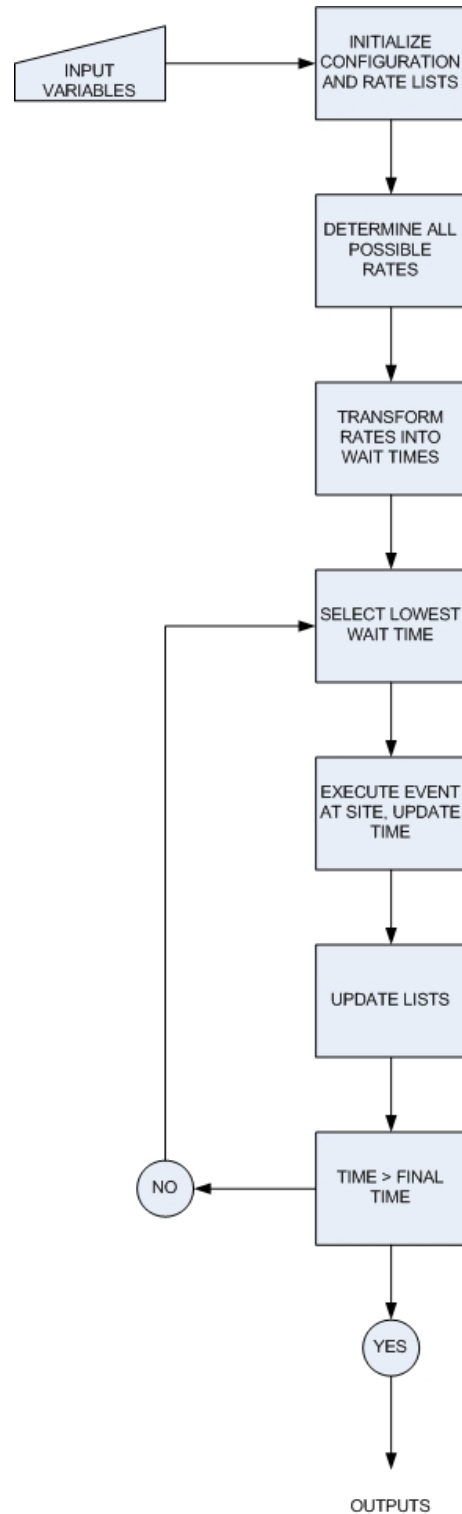 INPUT
VARIABLES
INITIALIZE
CONFIGURATION
AND RATE LISTS
DETERMINE ALL
POSSIBLE
RATES
TRANSFORM
RATES INTO
WAIT TIMES
SELECT LOWEST
WAIT TIME
EXECUTE EVENT
AT SITE, UPDATE
TIME
UPDATE LISTS
TIME > FINAL
TIME
NO
YES
OUTPUTS